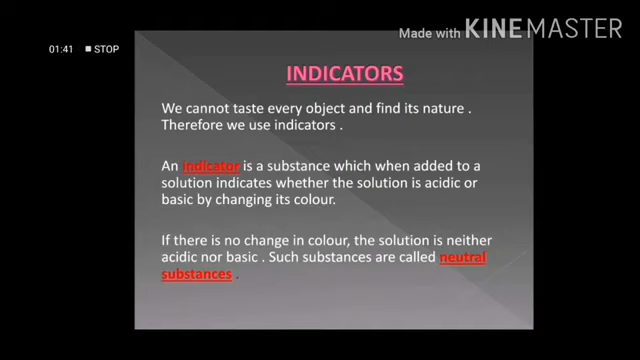 Made with KINEMASTER
01:41 STOP
INDICATORS
We cannot taste every object and find its nature .
Therefore we use indicators .
An indicator is a substance which when added to a
solution indicates whether the solution is acidic or
basic by changing its colour.
If there is no change in colour, the solution is neither
acidic nor basic . Such substances are called neutral
substances .